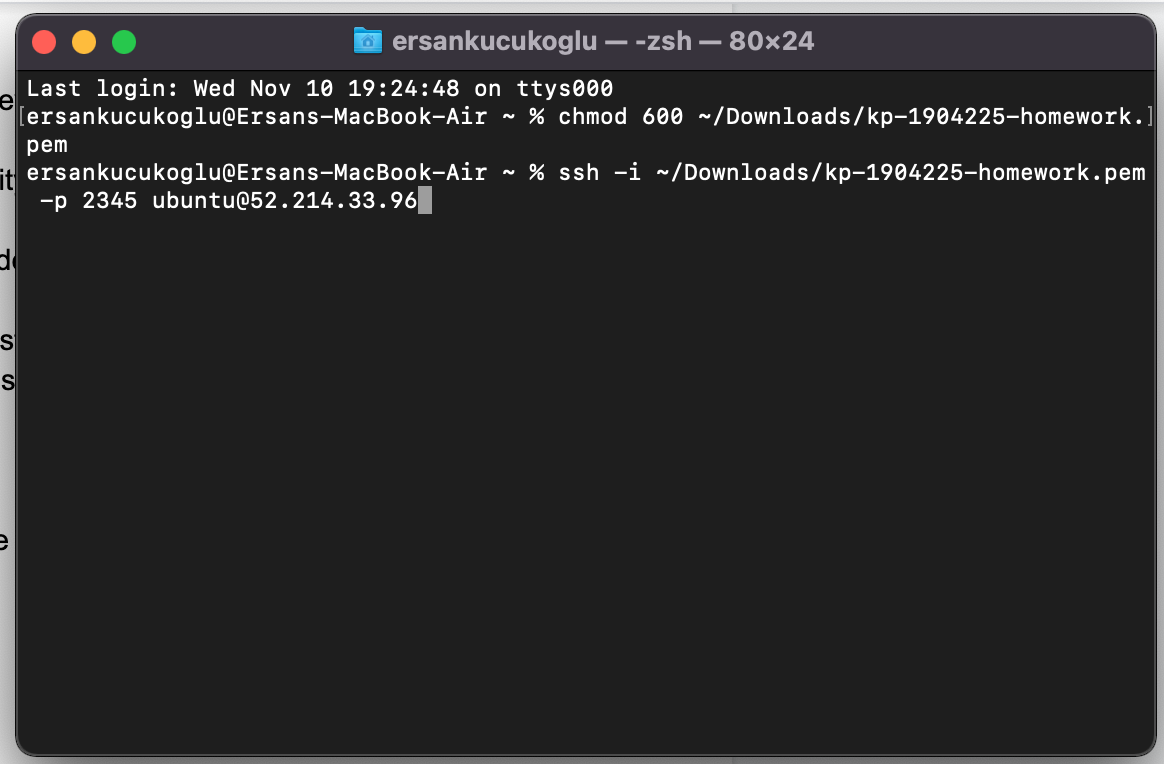 ersankucukoglu — -zsh — 80×24
Last login: Wed Nov 10 19:24:48 on ttys000
[ersankucukoglu@Ersans-MacBook-Air ~ % chmod 600 ~/Downloads/kp-1904225-homework.]
pem
ersankucukoglu@Ersans-MacBook-Air ~ % ssh -i ~/Downloads/kp-1904225-homework.pem
-p 2345 ubuntu@52.214.33.96